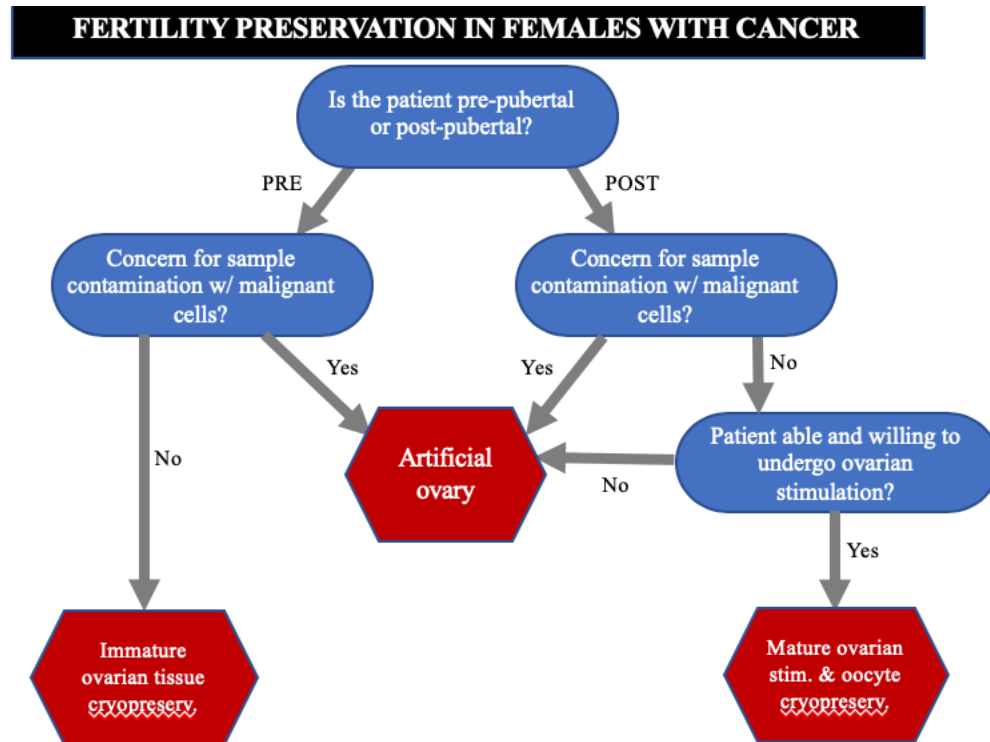 FERTILITY PRESERVATION IN FEMALES WITH CANCER
Is the patient pre-pubertal
or post-pubertal?
PRE
POST
Concern for sample
contamination w/ malignant
cells?
Concern for sample
contamination w/ malignant
cells?
Yes
Yes
No
No
Artificial
ovary
Patient able and willing to
undergo ovarian
stimulation?
No
Yes
Immature
ovarian tissue
cryopreserv.
Mature ovarian
stim. & oocyte
cryopreserv.